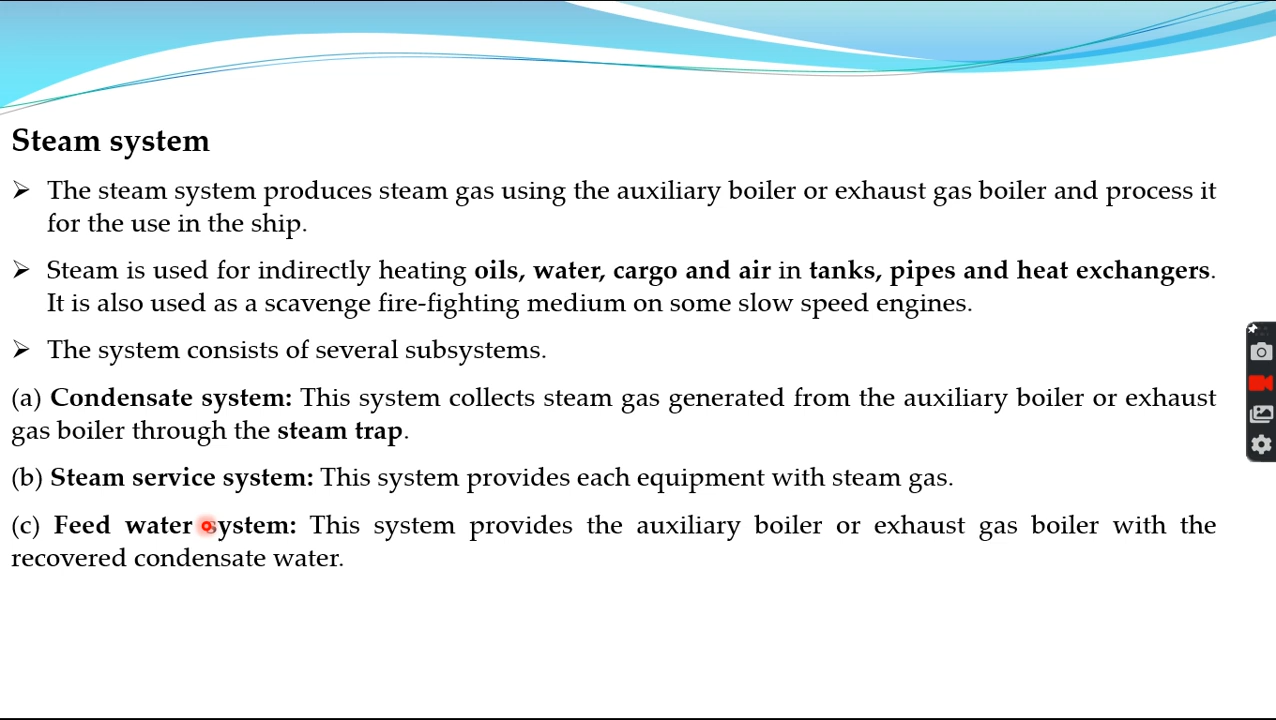 Steam system
➢ The steam system produces steam gas using the auxiliary boiler or exhaust gas boiler and process it
for the use in the ship.
➢ Steam is used for indirectly heating oils, water, cargo and air in tanks, pipes and heat exchangers.
It is also used as a scavenge fire-fighting medium on some slow speed engines.
➢ The system consists of several subsystems.
(a) Condensate system: This system collects steam gas generated from the auxiliary boiler or exhaust
gas boiler through the steam trap.
(b) Steam service system: This system provides each equipment with steam gas.
(c) Feed water system: This system provides the auxiliary boiler or exhaust gas boiler with the
recovered condensate water.